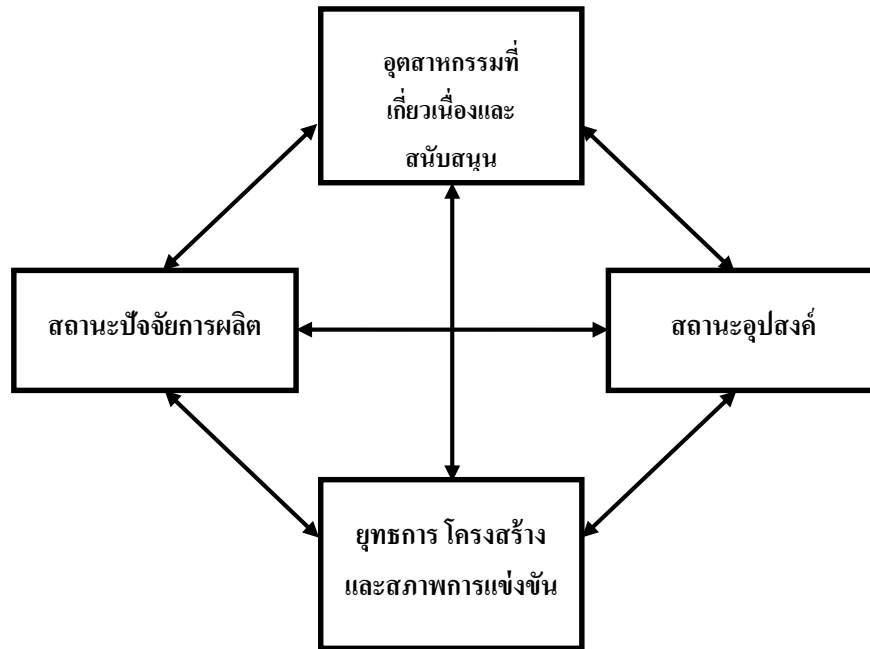 อุตสาหกรรมที่
เกี่ยวเนื่องและ
สนับสนุน
สถานะปัจจัยการผลิต
สถานะอุปสงค์
ยุทธการ โครงสร้าง
และสภาพการแข่งขัน